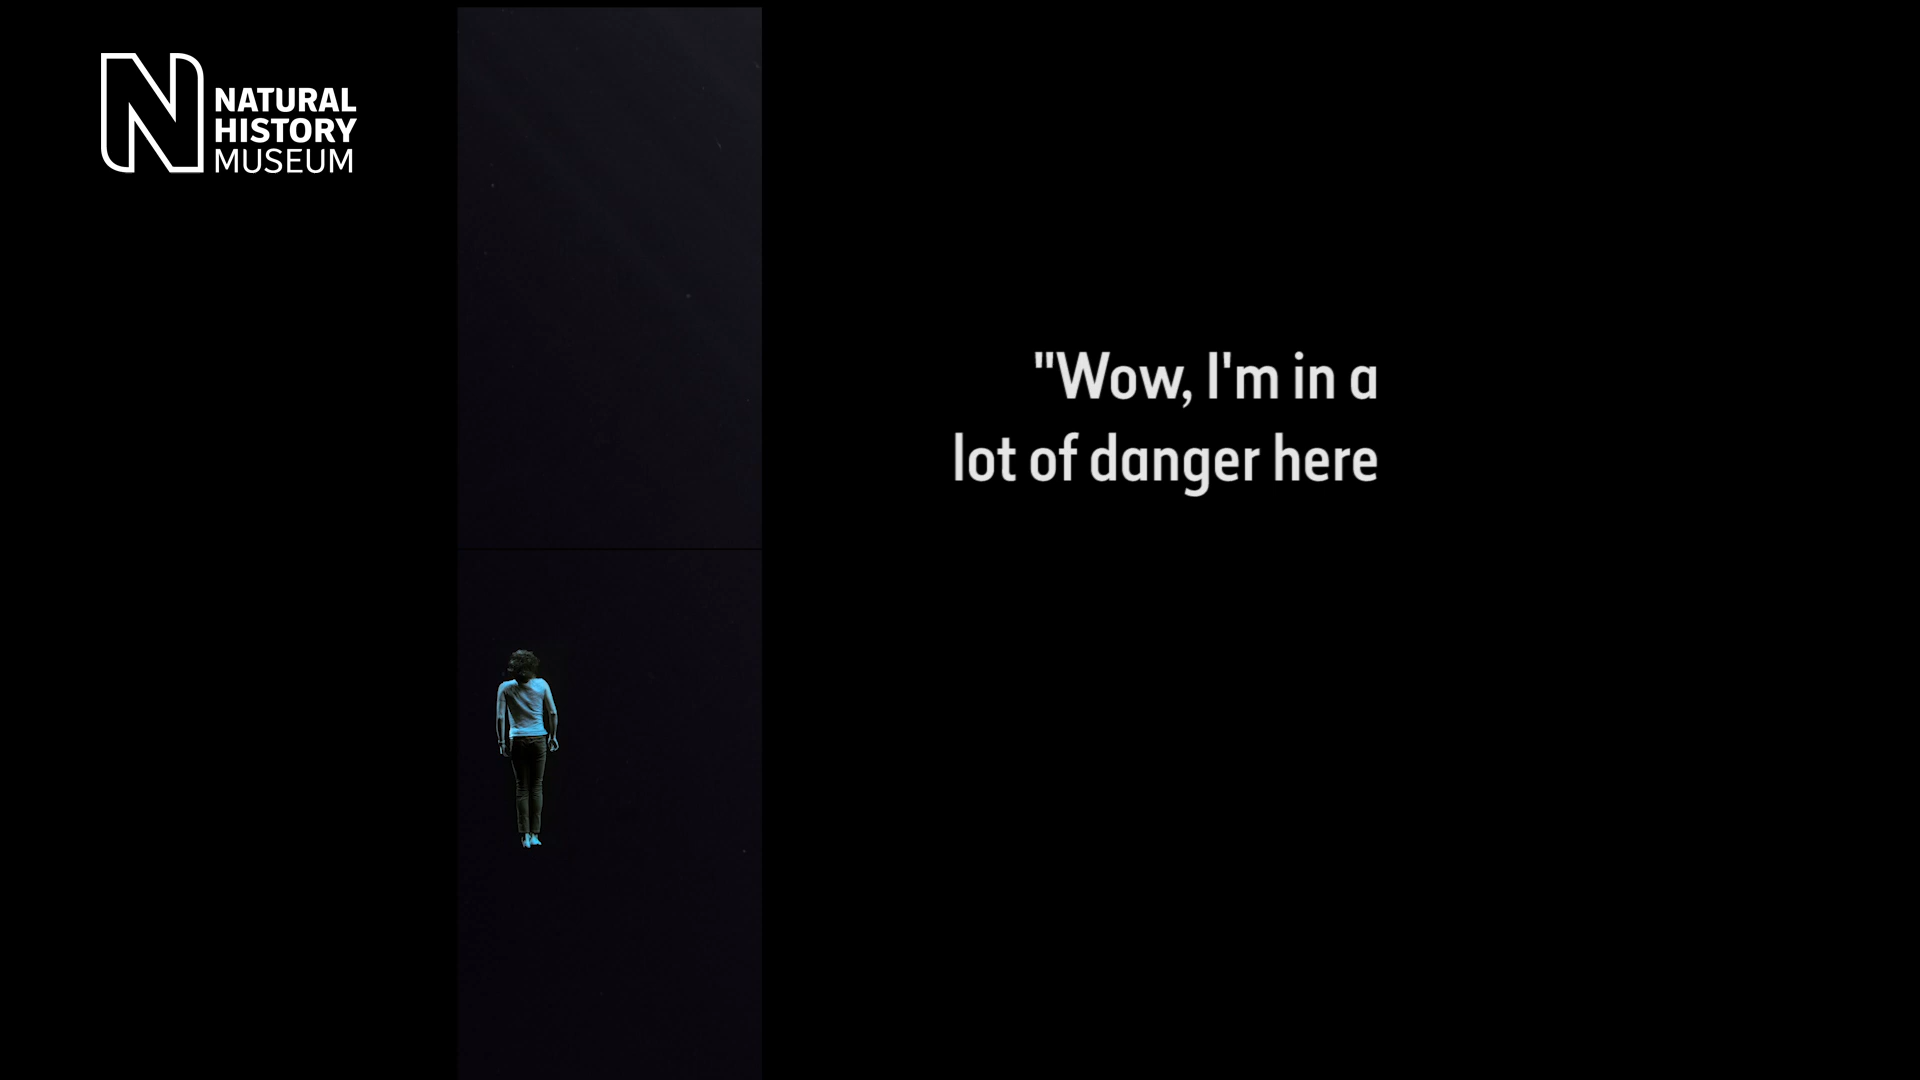 NATURAL
HISTORY
MUSEUM
"Wow, I'm in a
lot of danger here